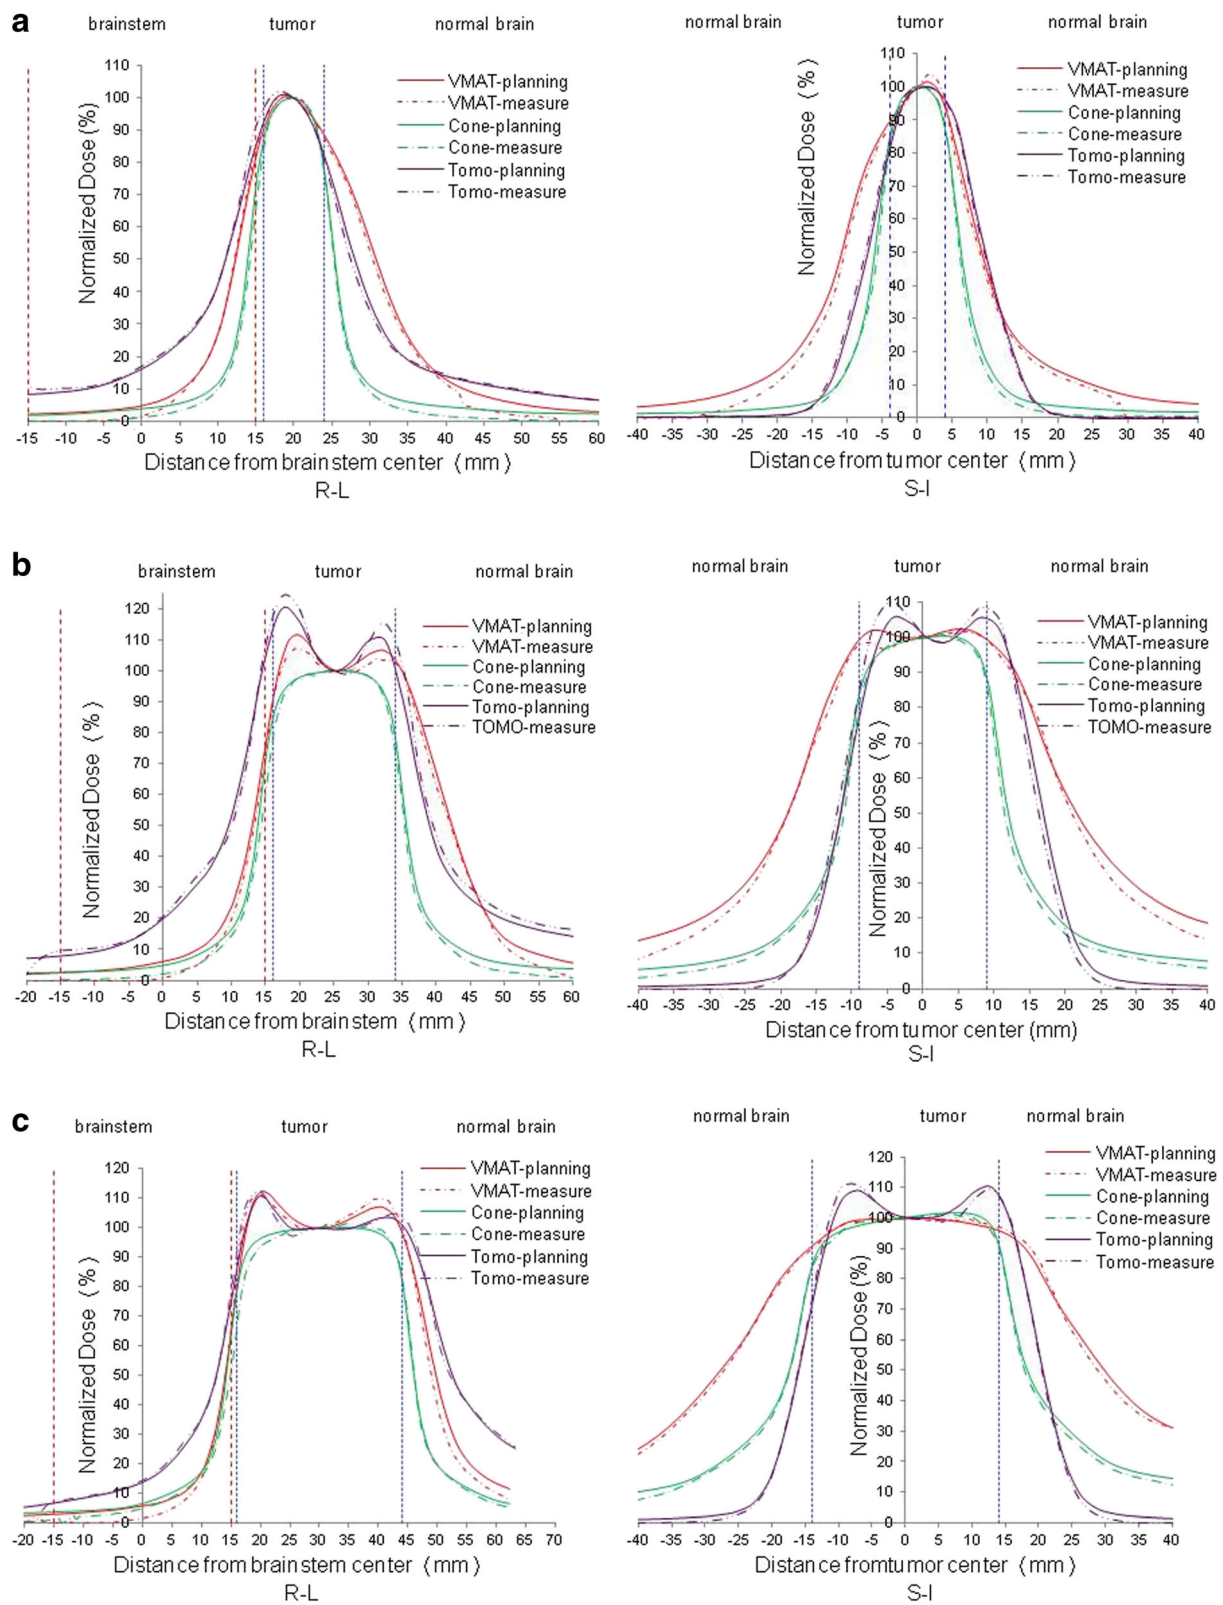 a
brainstem tumor normal brain
Normalized Dose (%)
110
100
90
80
70
60
50
40
30
20
10
0
VMAT-planning
VMAT-measure
Cone-planning
Cone-measure
Tomo-planning
Tomo-measure
-15 -10 -5 0 5 10 15 20 25 30 35 40 45 50 55 60
Distance from brain stem center (mm)
R-L
normal brain tumor normal brain
Normalized Dose (%)
110
100
90
80
70
60
50
40
30
20
10
0
VMAT-planning
VMAT-measure
Cone-planning
Cone-measure
Tomo-planning
Tomo-measure
-40 -35 -30 -25 -20 -15 -10 -5 0 5 10 15 20 25 30 35 40
Distance from tumor center (mm)
S-I
b
brainstem tumor normal brain
Normalized Dose (%)
120
110
100
90
80
70
60
50
40
30
20
10
0
VMAT-planning
VMAT-measure
Cone-planning
Cone-measure
Tomo-planning
TOMO-measure
-20 -15 -10 -5 0 5 10 15 20 25 30 35 40 45 50 55 60
Distance from brain stem (mm)
R-L
normal brain tumor normal brain
Normalized Dose (%)
110
100
90
80
70
60
50
40
30
20
10
0
VMAT-planning
VMAT-measure
Cone-planning
Cone-measure
Tomo-planning
Tomo-measure
-40 -35 -30 -25 -20 -15 -10 -5 0 5 10 15 20 25 30 35 40
Distance from tumor center (mm)
S-I
c
brainstem tumor normal brain
Normalized Dose (%)
120
110
100
90
80
70
60
50
40
30
20
10
0
VMAT-planning
VMAT-measure
Cone-planning
Cone-measure
Tomo-planning
Tomo-measure
-20 -15 -10 -5 0 5 10 15 20 25 30 35 40 45 50 55 60 65 70
Distance from brain stem center (mm)
R-L
normal brain tumor normal brain
Normalized Dose (%)
120
110
100
90
80
70
60
50
40
30
20
10
0
VMAT-planning
VMAT-measure
Cone-planning
Cone-measure
Tomo-planning
Tomo-measure
-40 -35 -30 -25 -20 -15 -10 -5 0 5 10 15 20 25 30 35 40
Distance fromtumor center (mm)
S-I